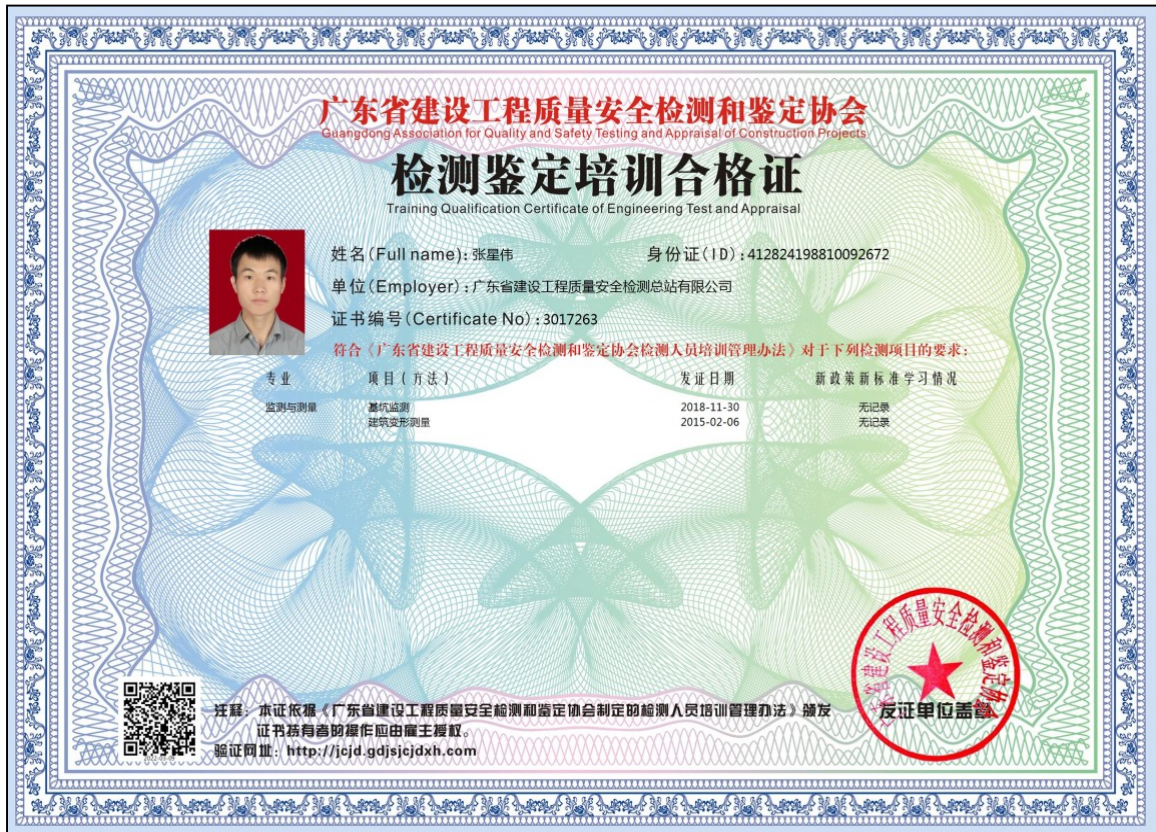 广东省建设工程质量安全检测和鉴定协会
Guangdong Association for Quality and Safety Testing and Appraisal of Construction Projects
检测鉴定培训合格证
Training Qualification Certificate of Engineering Test and Appraisal
姓名(Full name):张星伟 身份证(ID):412824198810092672
单位(Employer):广东省建设工程质量安全检测总站有限公司
证书编号(Certificate No):3017263
符合《广东省建设工程质量安全检测和鉴定协会检测人员培训管理办法》对于下列检测项目的要求:
专业 项目(方法) 发证日期 新政策新标准学习情况
监测与测量 基坑监测 2018-11-30 无记录
建筑变形测量 2015-02-06 无记录
广东省建设工程质量安全检测和鉴定协会
发证单位盖章
注释:本证依据《广东省建设工程质量安全检测和鉴定协会制定的检测人员培训管理办法》颁发
证书持有者的操作应由雇主授权。
验证网址:http://jcjd.gdjsjcjdxh.com
2022-03-09